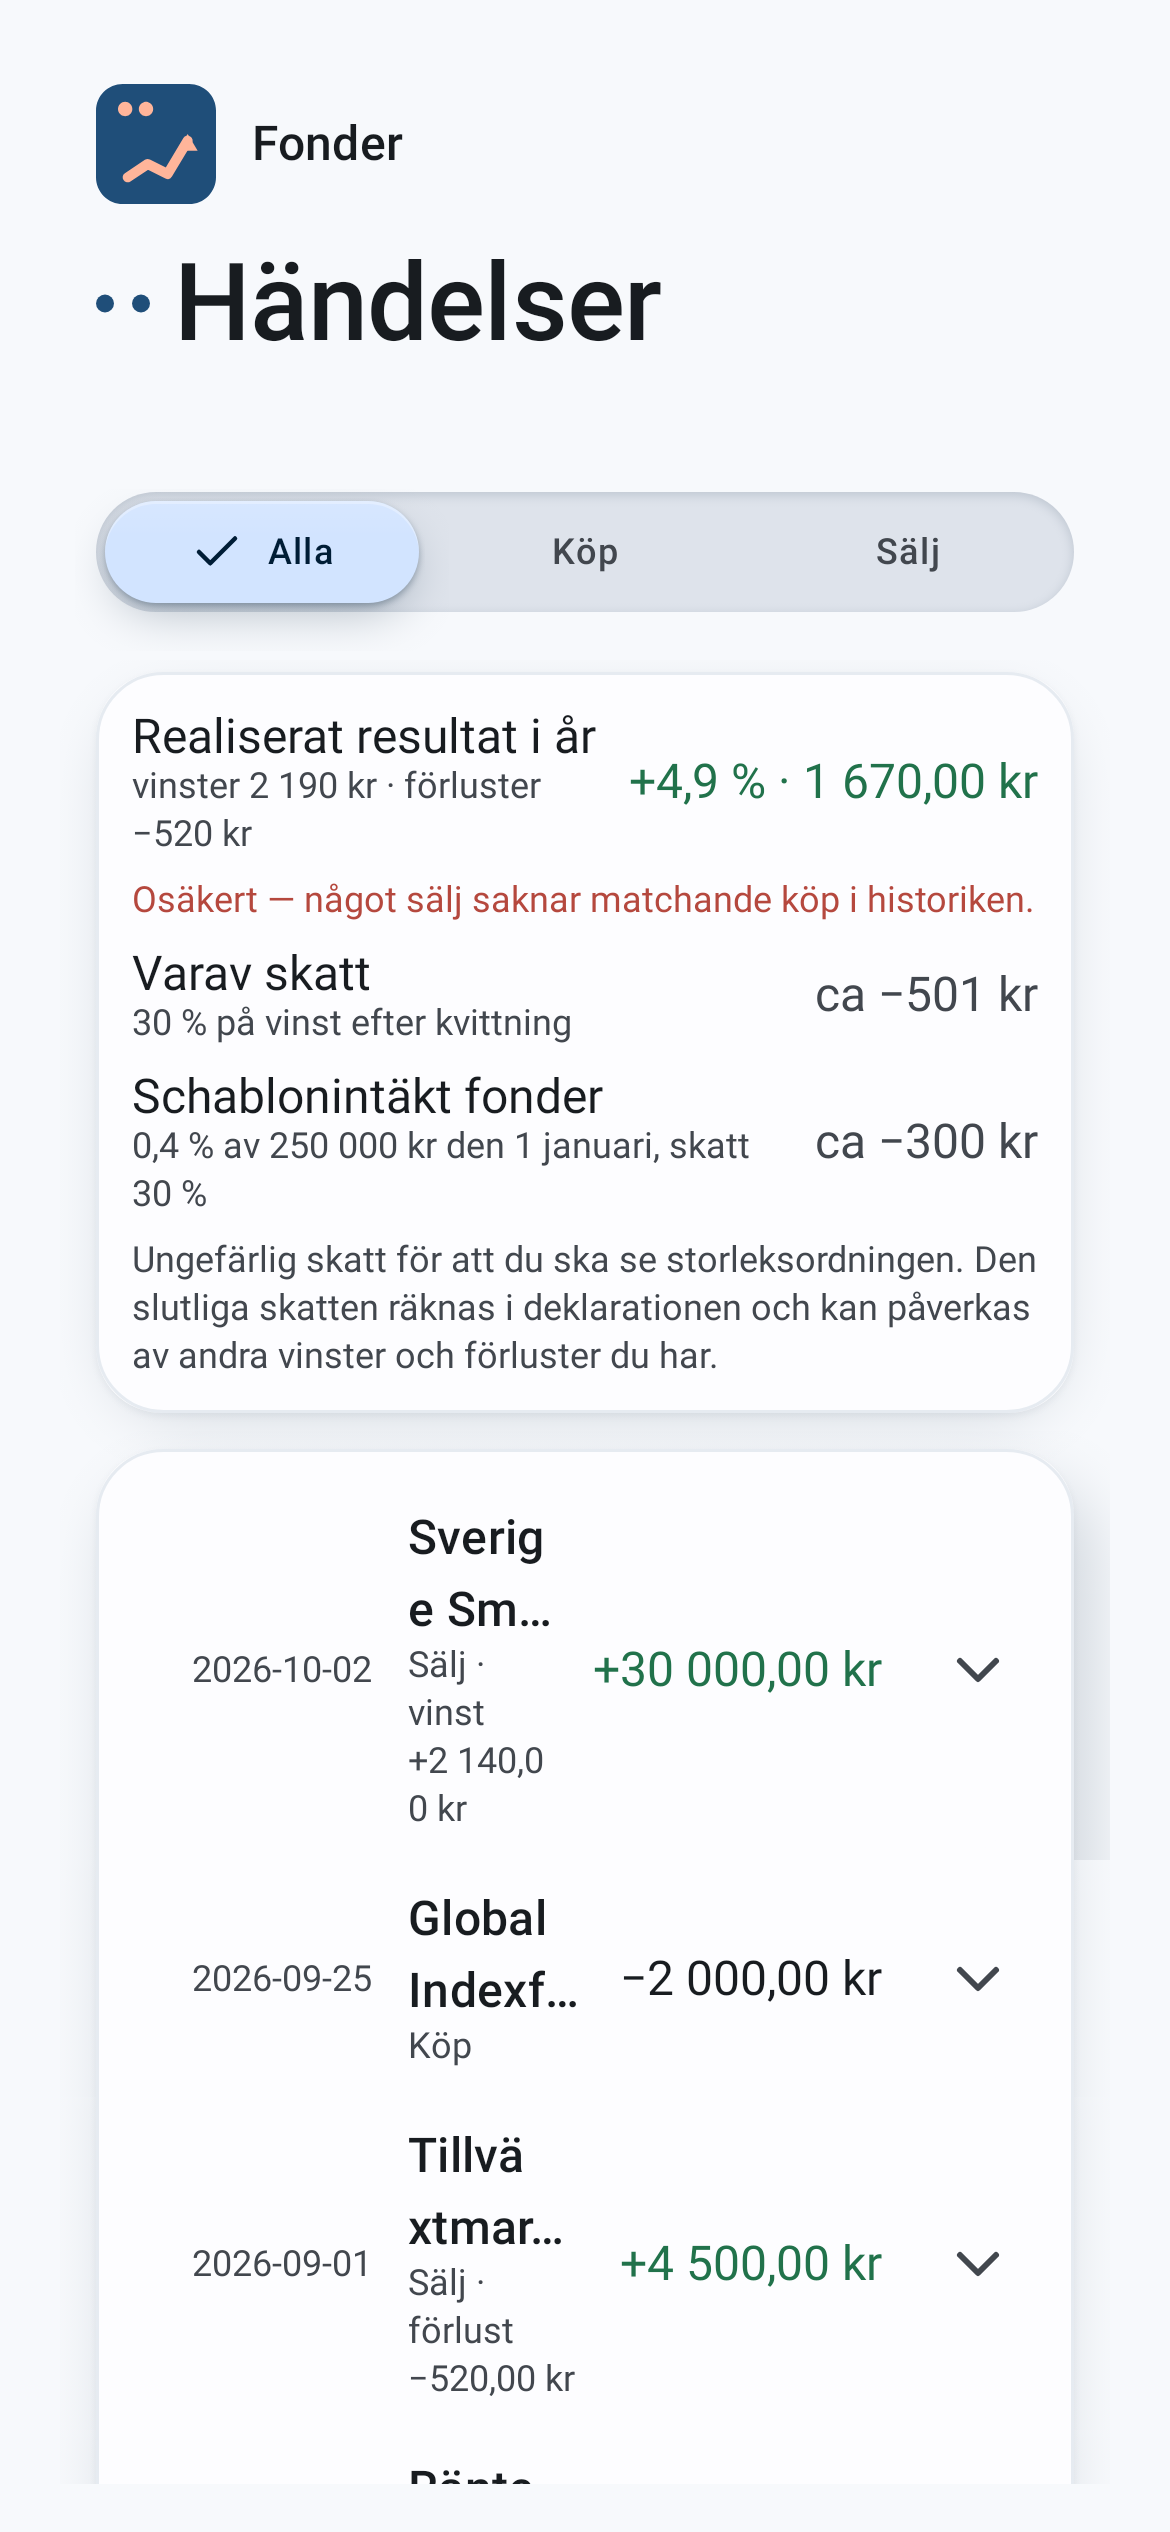 Fonder
Händelser
Alla
Köp
Sälj
Realiserat resultat i år
vinster 2 190 kr · förluster
−520 kr
+4,9 % · 1 670,00 kr
Osäkert — något sälj saknar matchande köp i historiken.
Varav skatt
30 % på vinst efter kvittning
ca −501 kr
Schablonintäkt fonder
0,4 % av 250 000 kr den 1 januari, skatt
30 %
ca −300 kr
Ungefärlig skatt för att du ska se storleksordningen. Den
slutliga skatten räknas i deklarationen och kan påverkas
av andra vinster och förluster du har.
2026-10-02
Sverig
e Sm…
Sälj ·
vinst
+2 140,0
0 kr
+30 000,00 kr
2026-09-25
Global
Indexf…
Köp
−2 000,00 kr
2026-09-01
Tillvä
xtmar…
Sälj ·
förlust
−520,00 kr
+4 500,00 kr